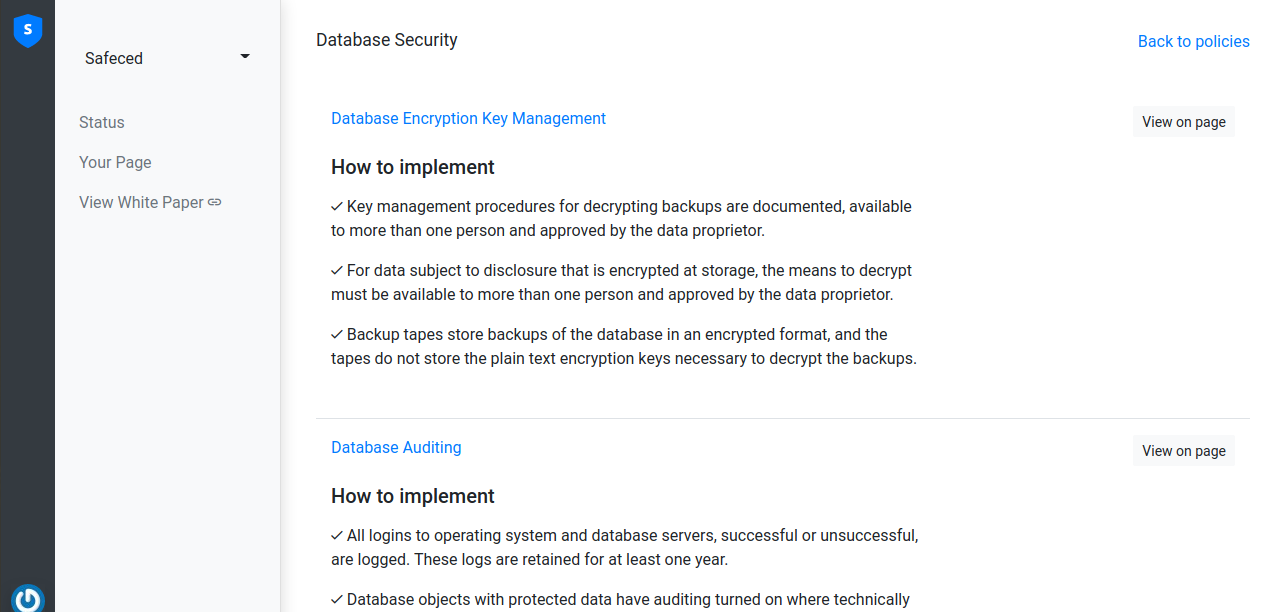 S
Safeced
Status
Your Page
View White Paper
Database Security
Back to policies
Database Encryption Key Management
View on page
How to implement
Key management procedures for decrypting backups are documented, available
to more than one person and approved by the data proprietor.
For data subject to disclosure that is encrypted at storage, the means to decrypt
must be available to more than one person and approved by the data proprietor.
Backup tapes store backups of the database in an encrypted format, and the
tapes do not store the plain text encryption keys necessary to decrypt the backups.
Database Auditing
View on page
How to implement
All logins to operating system and database servers, successful or unsuccessful,
are logged. These logs are retained for at least one year.
Database objects with protected data have auditing turned on where technically